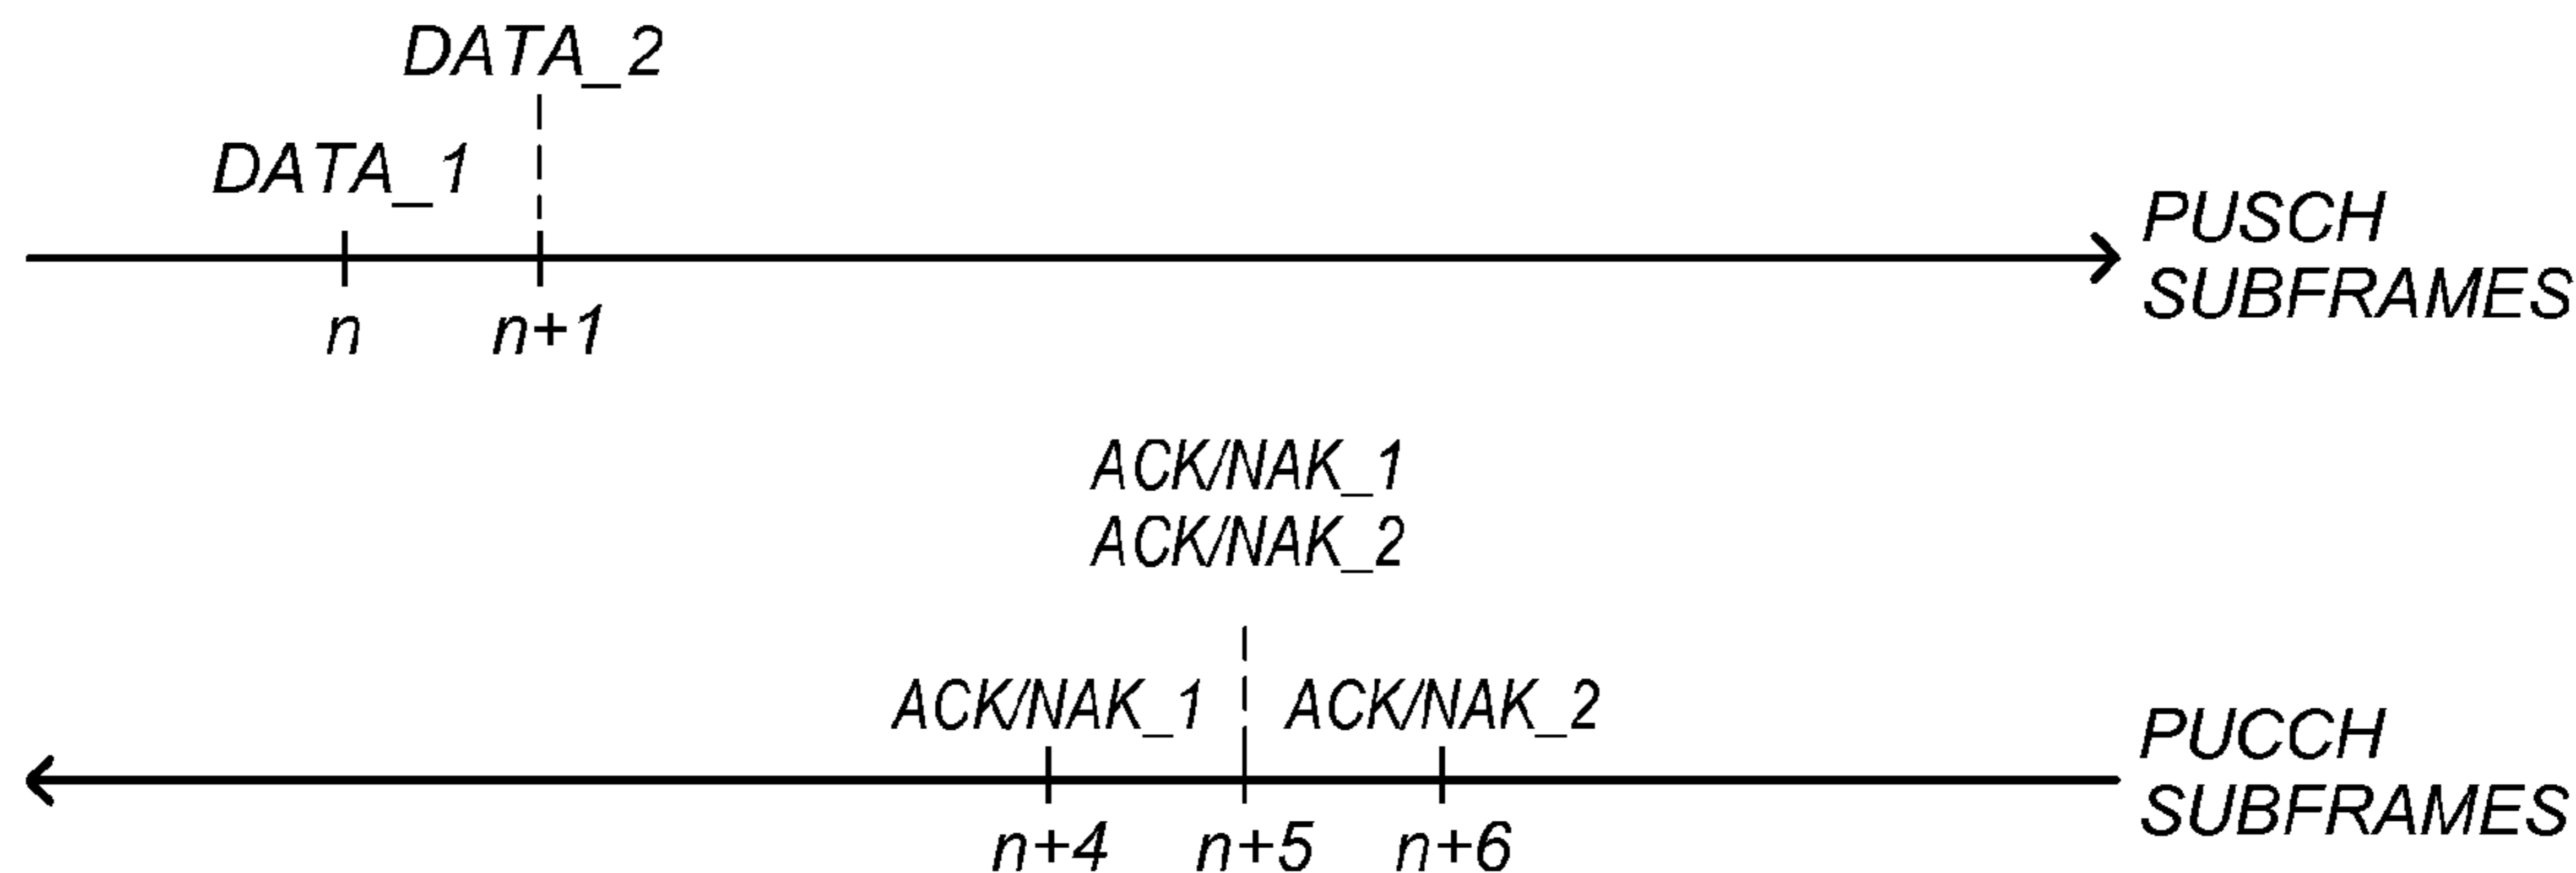 DATA_2
DATA_1
PUSCH
SUBFRAMES
n
n+1
ACK/NAK_1
ACK/NAK_2
ACK/NAK_1
ACK/NAK_2
PUCCH
SUBFRAMES
n+4
n+5
n+6